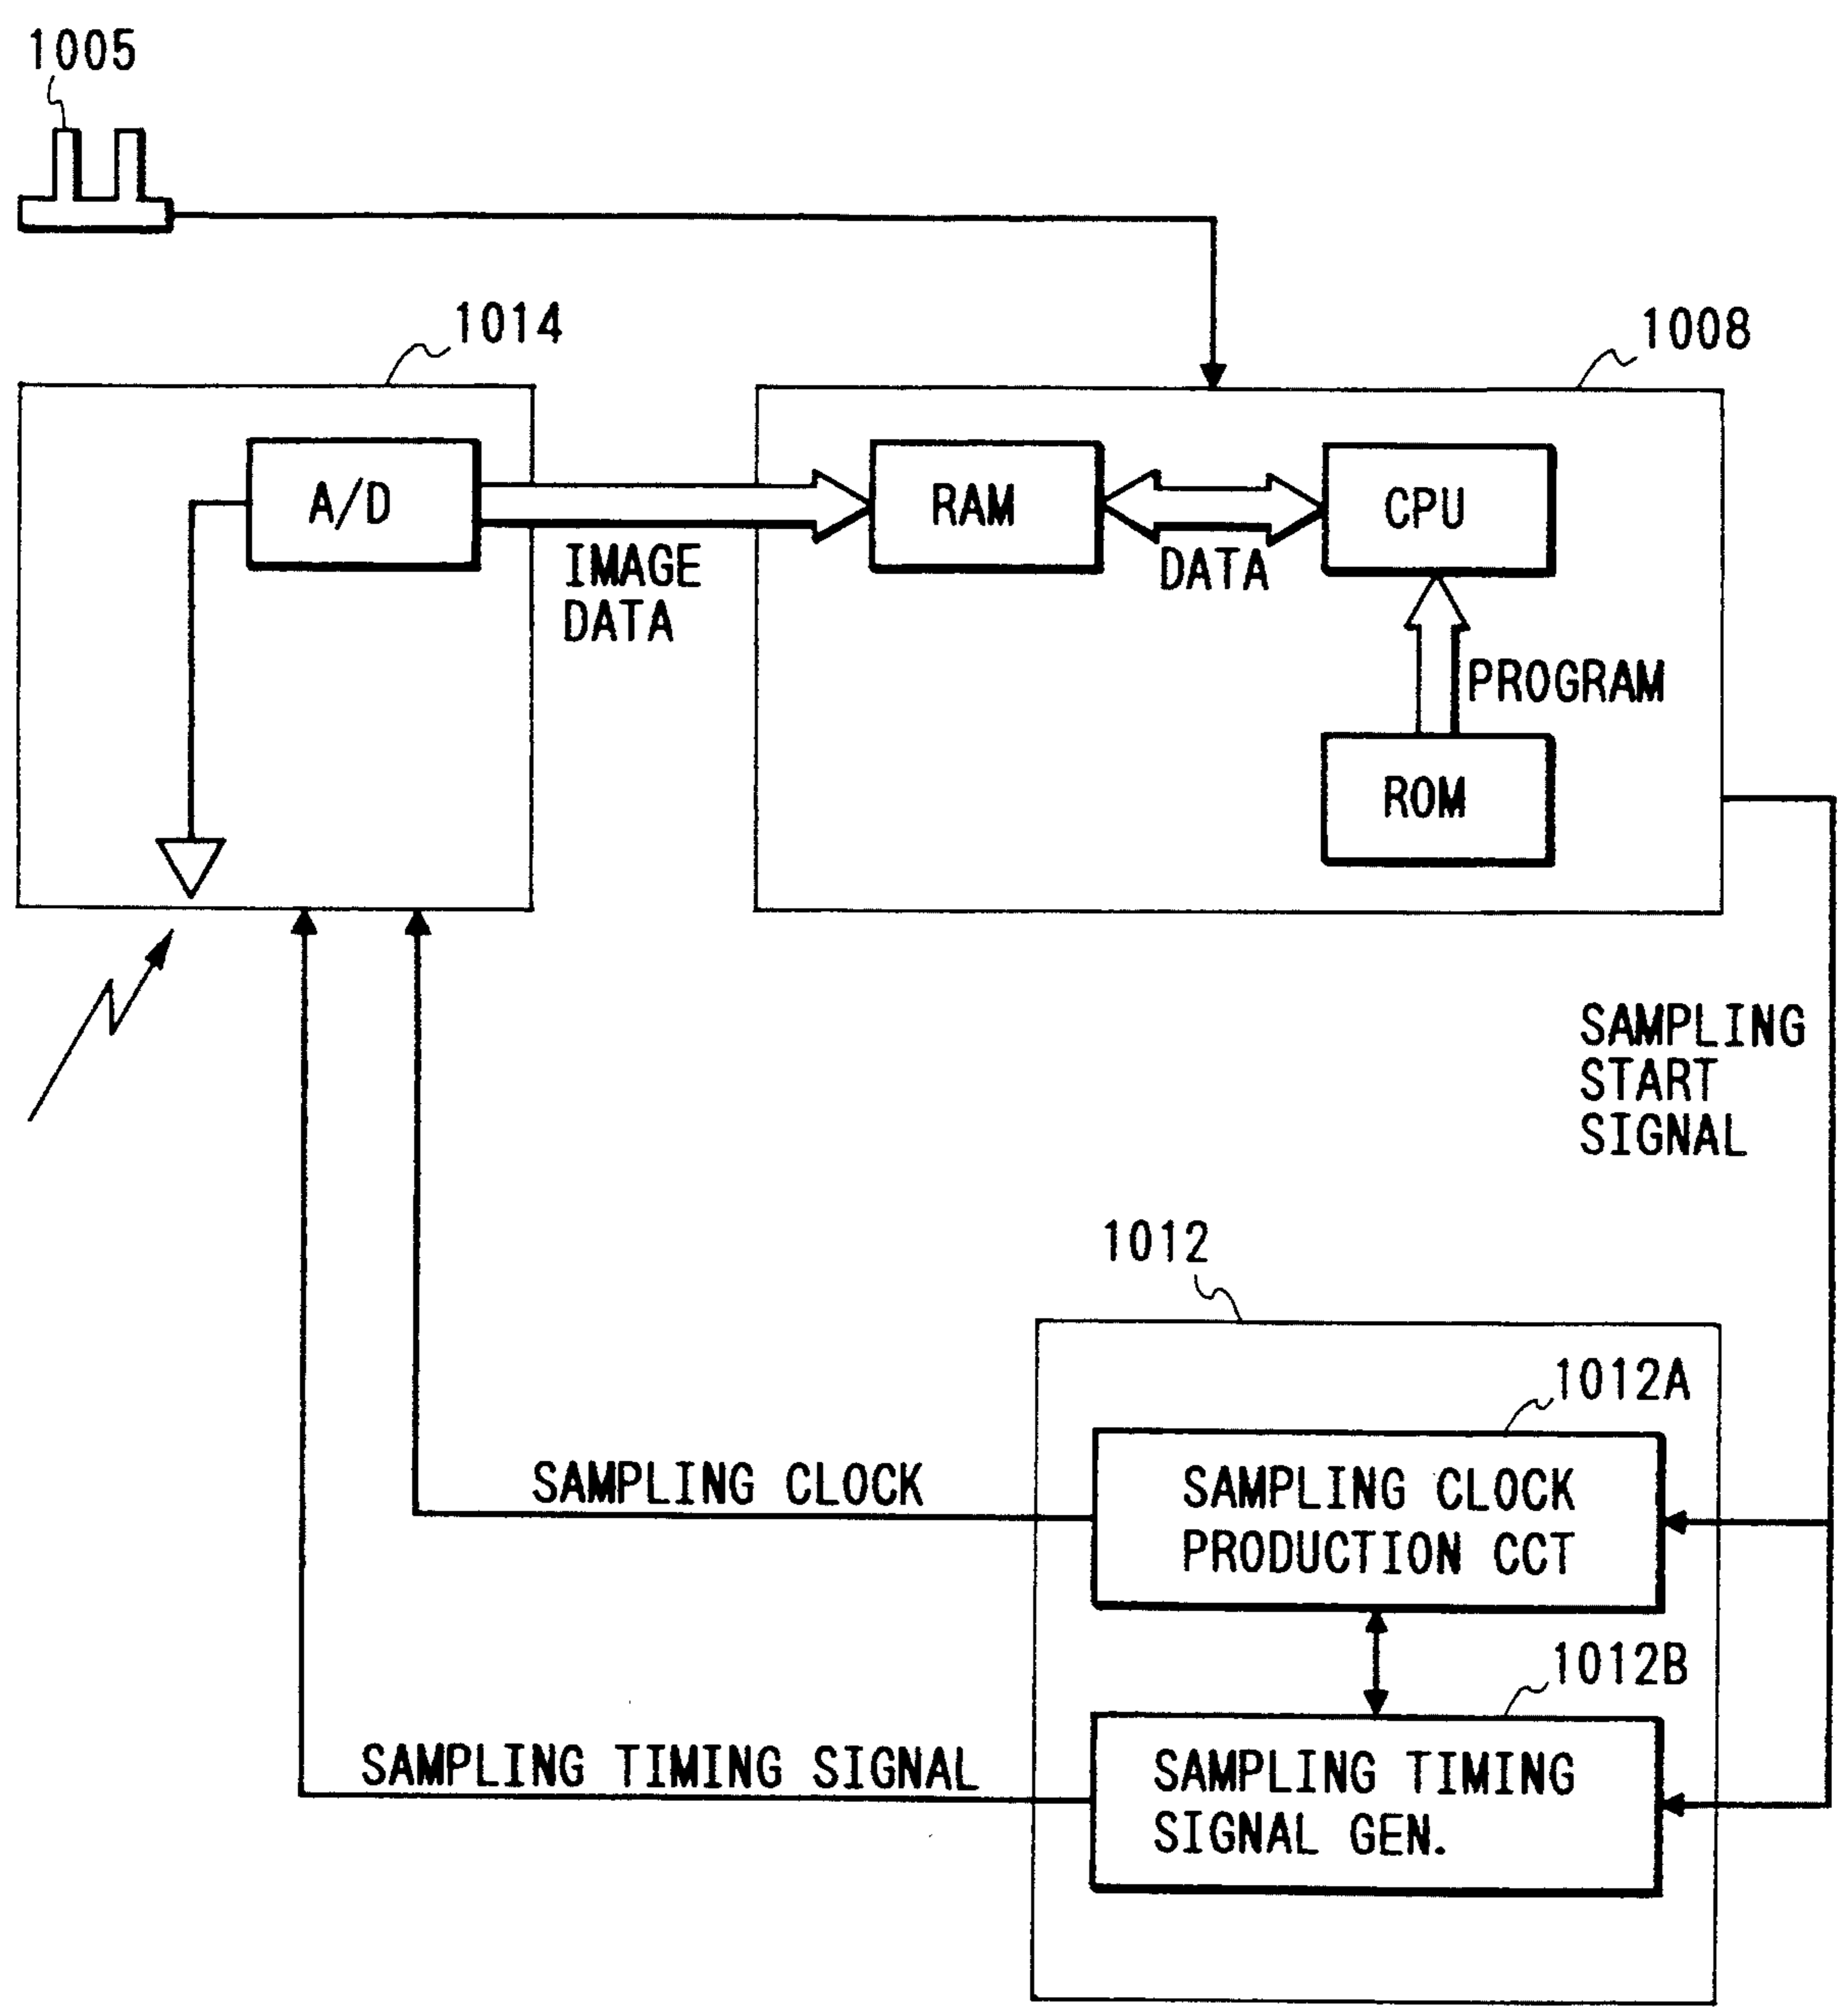 1005
1014
1008
A/D
RAM
CPU
IMAGE
DATA
DATA
PROGRAM
ROM
SAMPLING
START
SIGNAL
1012
1012A
SAMPLING CLOCK
SAMPLING CLOCK
PRODUCTION CCT
1012B
SAMPLING TIMING SIGNAL
SAMPLING TIMING
SIGNAL GEN.